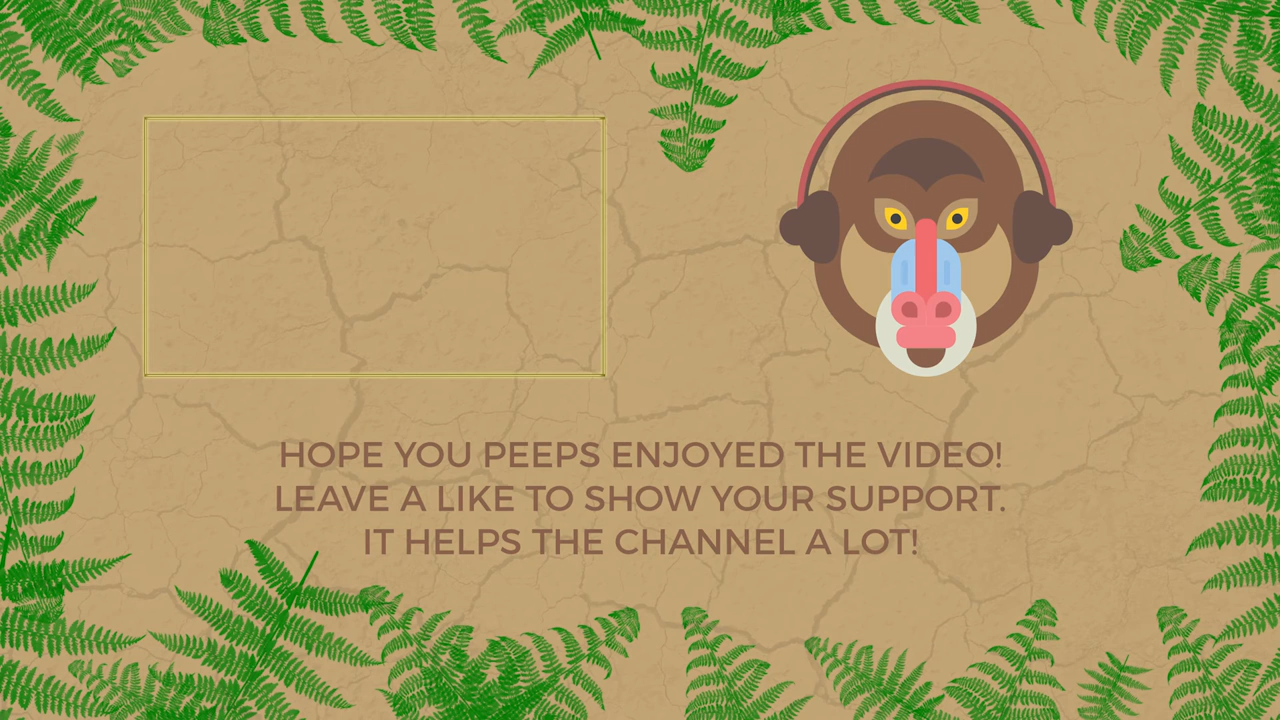 HOPE YOU PEEPS ENJOYED THE VIDEO!
LEAVE A LIKE TO SHOW YOUR SUPPORT.
IT HELPS THE CHANNEL A LOT!